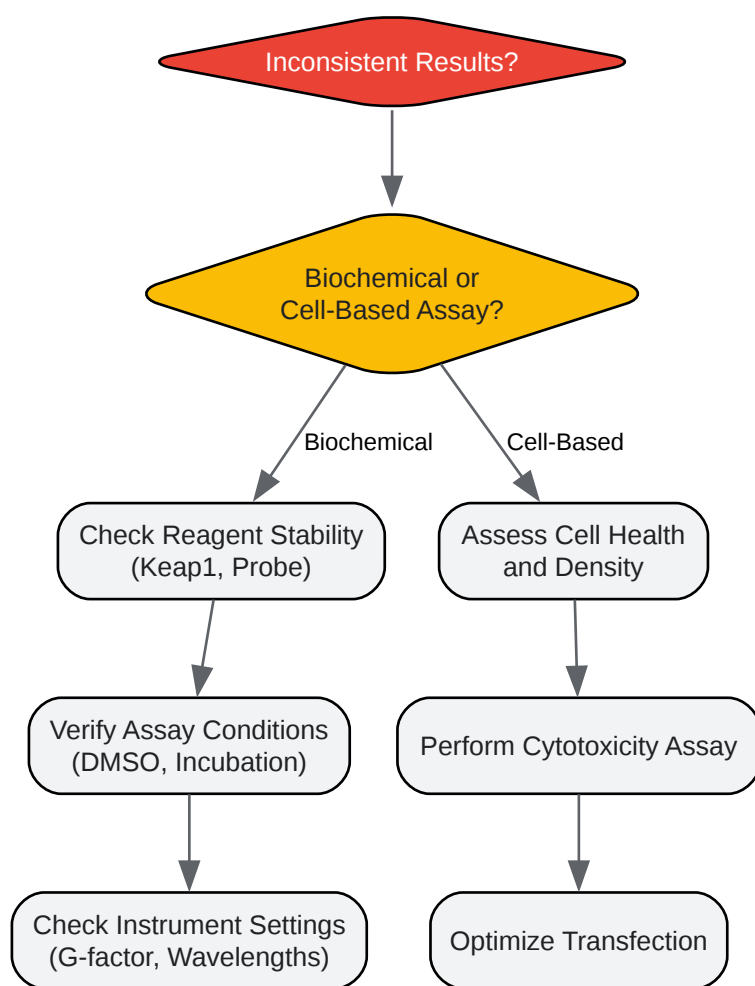 Inconsistent Results?
Biochemical or
Cell-Based Assay?
Biochemical
Cell-Based
Check Reagent Stability
(Keap1, Probe)
Assess Cell Health
and Density
Verify Assay Conditions
(DMSO, Incubation)
Perform Cytotoxicity Assay
Check Instrument Settings
(G-factor, Wavelengths)
Optimize Transfection